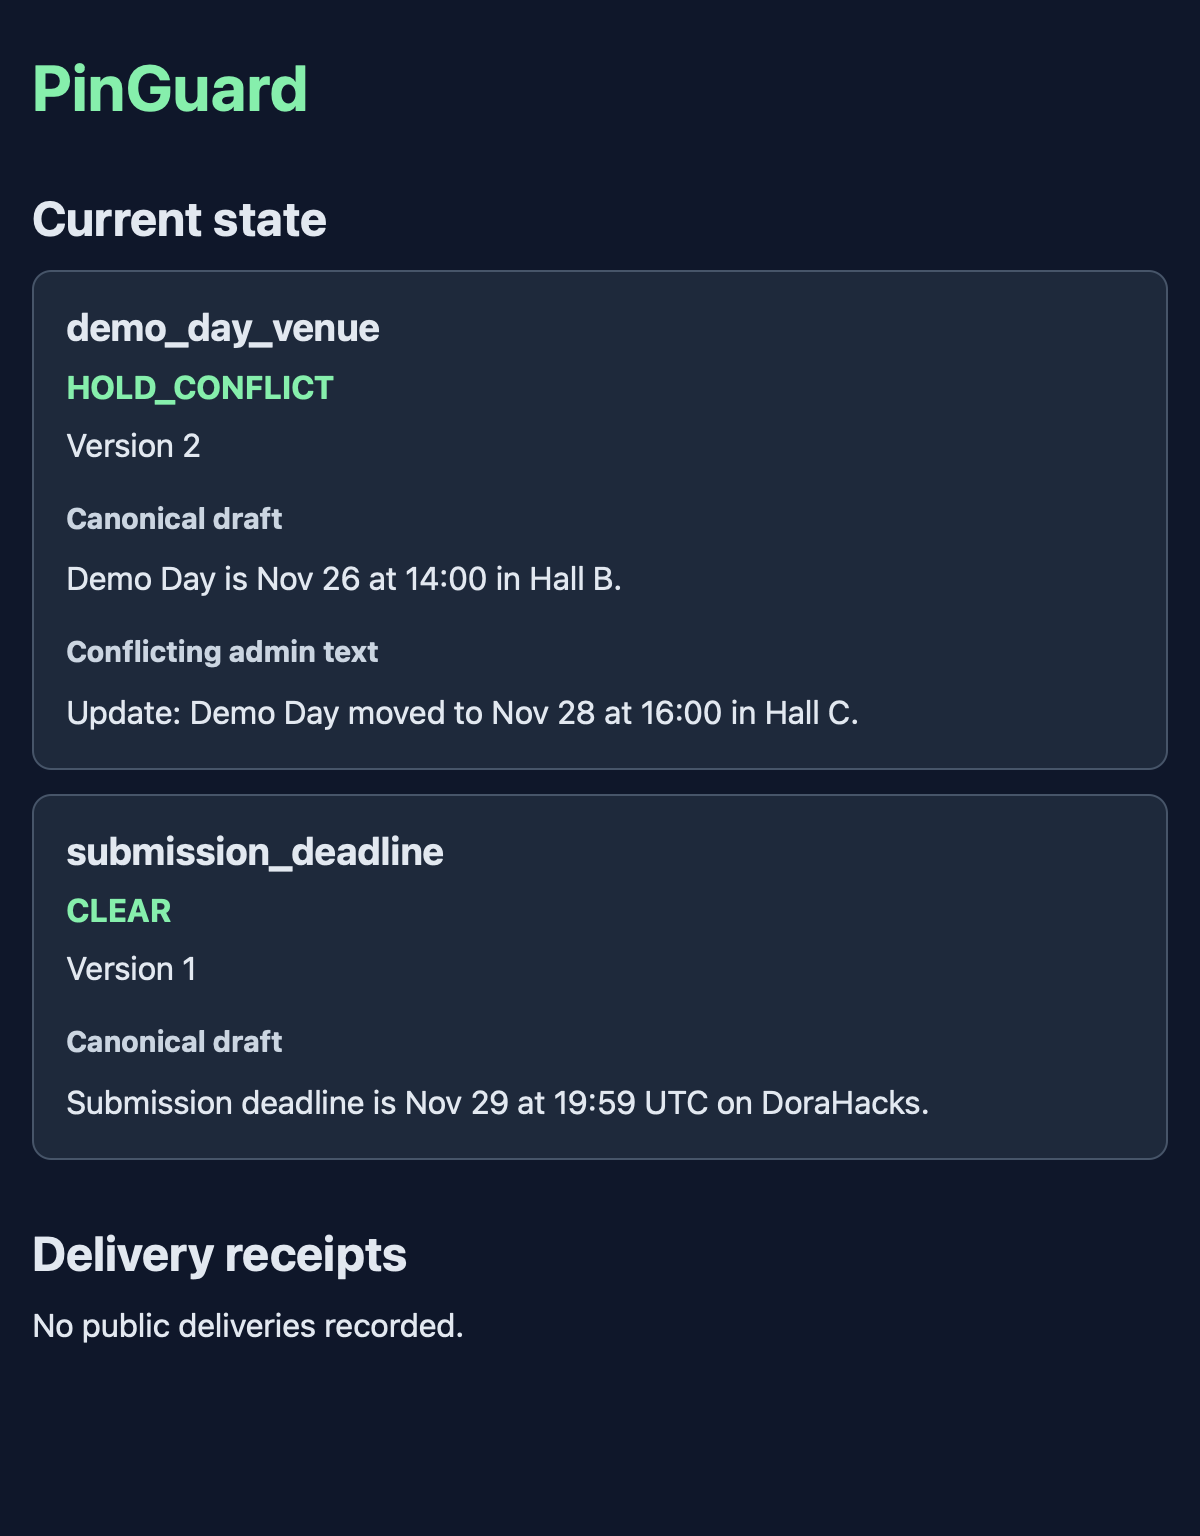 PinGuard
Current state
demo_day_venue
HOLD_CONFLICT
Version 2
Canonical draft
Demo Day is Nov 26 at 14:00 in Hall B.
Conflicting admin text
Update: Demo Day moved to Nov 28 at 16:00 in Hall C.
submission_deadline
CLEAR
Version 1
Canonical draft
Submission deadline is Nov 29 at 19:59 UTC on DoraHacks.
Delivery receipts
No public deliveries recorded.